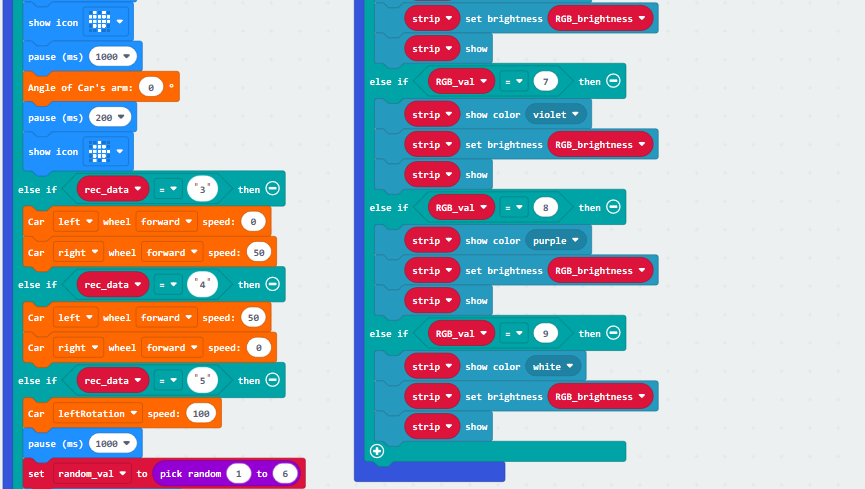 show icon
pause (ms) 1000
Angle of Car's arm: 0 °
pause (ms) 200
show icon
else if rec_data = "3" then
Car left wheel forward speed: 0
Car right wheel forward speed: 50
else if rec_data = "4" then
Car left wheel forward speed: 50
Car right wheel forward speed: 0
else if rec_data = "5" then
Car leftRotation speed: 100
pause (ms) 1000
set random_val to pick random 1 to 6
strip set brightness RGB_brightness
strip show
else if RGB_val = 7 then
strip show color violet
strip set brightness RGB_brightness
strip show
else if RGB_val = 8 then
strip show color purple
strip set brightness RGB_brightness
strip show
else if RGB_val = 9 then
strip show color white
strip set brightness RGB_brightness
strip show